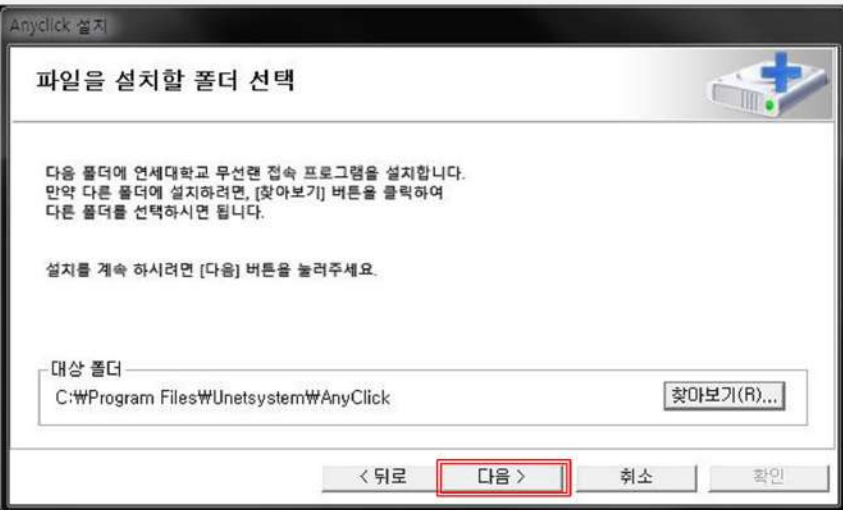 Anyclick 설치
파일을 설치할 폴더 선택
다음 폴더에 연세대학교 무선랜 접속 프로그램을 설치합니다.
만약 다른 폴더에 설치하려면, [찾아보기] 버튼을 클릭하여
다른 폴더를 선택하시면 됩니다.
설치를 계속 하시려면 [다음] 버튼을 눌러주세요.
대상 폴더
C:₩Program Files₩Unetsystem₩AnyClick
찾아보기(R)...
< 뒤로 다음 > 취소 확인